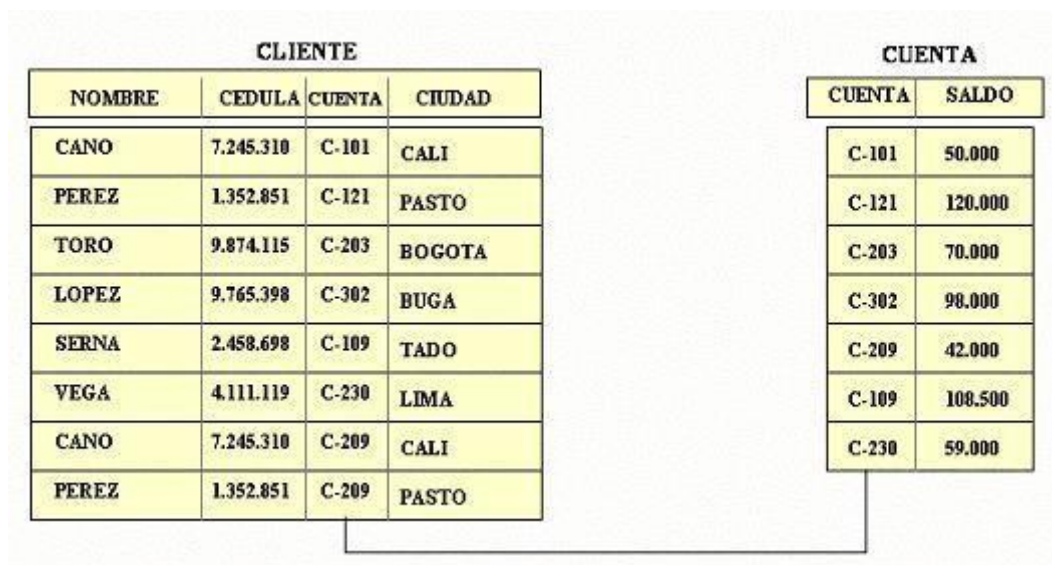 CLIENTE
NOMBRE CEDULA CUENTA CIUDAD
CANO 7.245.310 C-101 CALI
PEREZ 1.352.851 C-121 PASTO
TORO 9.874.115 C-203 BOGOTA
LOPEZ 9.765.398 C-302 BUGA
SERNA 2.458.698 C-109 TADO
VEGA 4.111.119 C-230 LIMA
CANO 7.245.310 C-209 CALI
PEREZ 1.352.851 C-209 PASTO
CUENTA
CUENTA SALDO
C-101 50.000
C-121 120.000
C-203 70.000
C-302 98.000
C-209 42.000
C-109 108.500
C-230 59.000